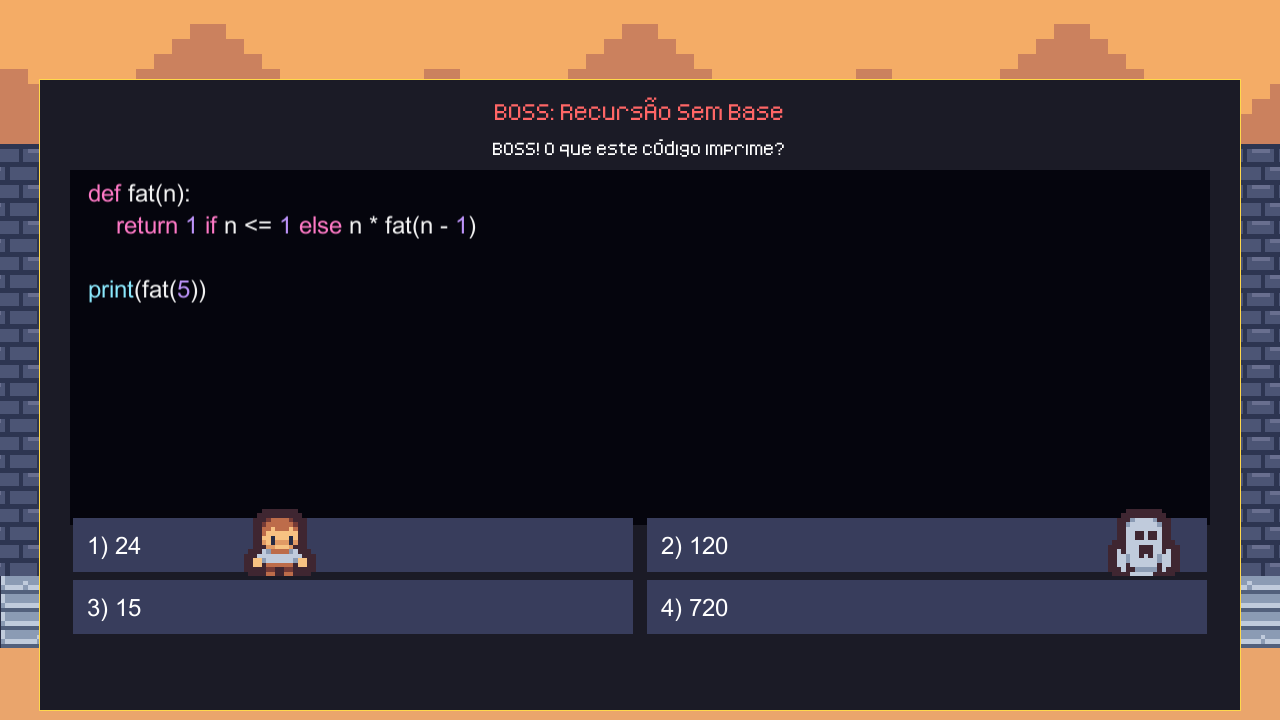 BOSS: RecursÃo Sem Base
BOSS! O que este cÓdigo imprime?
def fat(n):
    return 1 if n <= 1 else n * fat(n - 1)
print(fat(5))
1) 24
2) 120
3) 15
4) 720